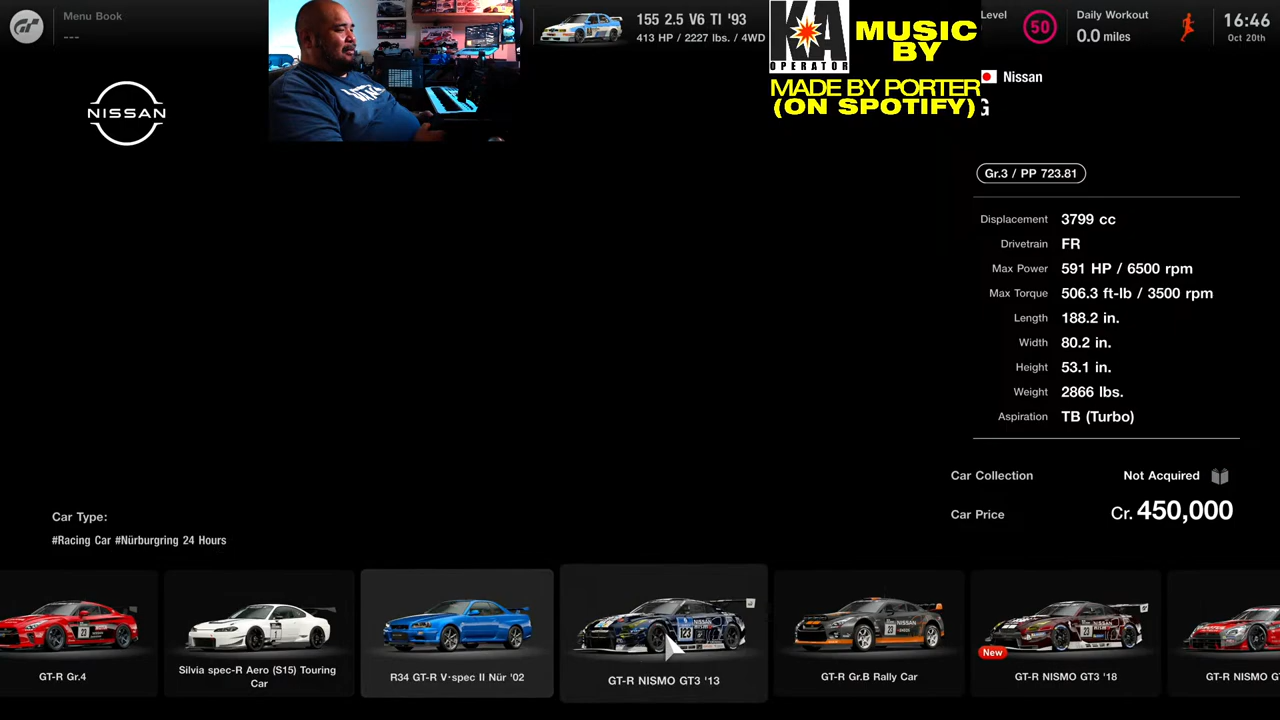 Menu Book
---
155 2.5 V6 TI '93
413 HP / 2227 lbs. / 4WD
KA
OPERATOR
MUSIC
BY
MADE BY PORTER
(ON SPOTIFY)
Level
50
Daily Workout
0.0 miles
16:46
Oct 20th
NISSAN
Nissan
G
Gr.3 / PP 723.81
Displacement 3799 cc
Drivetrain FR
Max Power 591 HP / 6500 rpm
Max Torque 506.3 ft-lb / 3500 rpm
Length 188.2 in.
Width 80.2 in.
Height 53.1 in.
Weight 2866 lbs.
Aspiration TB (Turbo)
Car Collection Not Acquired
Car Price Cr. 450,000
Car Type:
#Racing Car #Nürburgring 24 Hours
GT-R Gr.4
Silvia spec-R Aero (S15) Touring
Car
R34 GT-R V·spec II Nür '02
123
GT-R NISMO GT3 '13
23
GT-R Gr.B Rally Car
New
23
GT-R NISMO GT3 '18
GT-R NISMO G